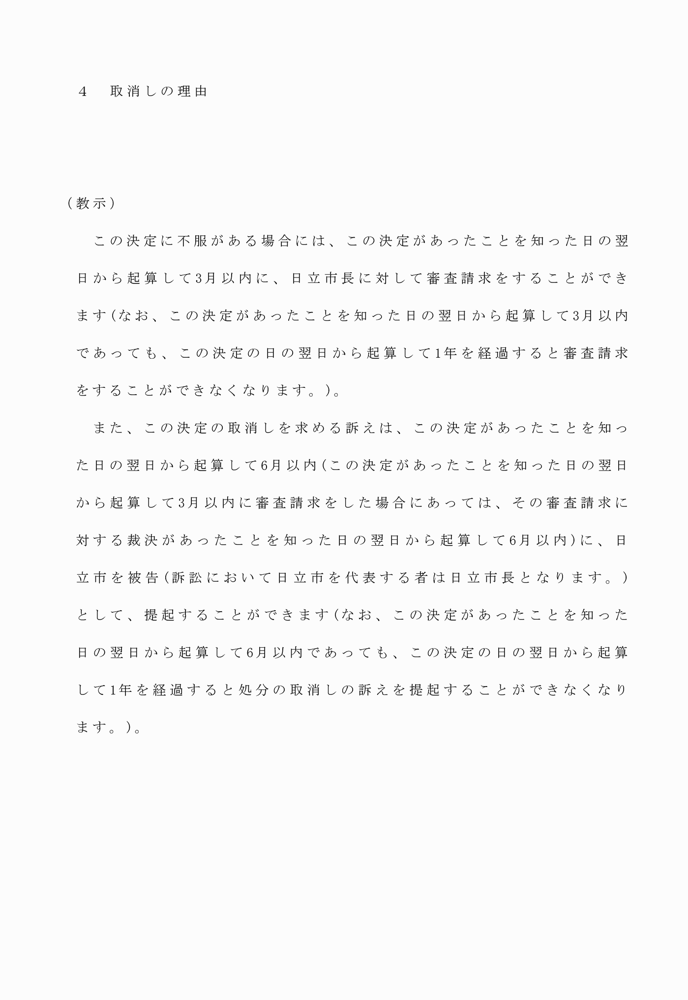 ４　取消しの理由
(教示)
この決定に不服がある場合には、この決定があったことを知った日の翌
日から起算して3月以内に、日立市長に対して審査請求をすることができ
ます(なお、この決定があったことを知った日の翌日から起算して3月以内
であっても、この決定の日の翌日から起算して1年を経過すると審査請求
をすることができなくなります。)。
また、この決定の取消しを求める訴えは、この決定があったことを知っ
た日の翌日から起算して6月以内(この決定があったことを知った日の翌日
から起算して3月以内に審査請求をした場合にあっては、その審査請求に
対する裁決があったことを知った日の翌日から起算して6月以内)に、日
立市を被告(訴訟において日立市を代表する者は日立市長となります。)
として、提起することができます(なお、この決定があったことを知った
日の翌日から起算して6月以内であっても、この決定の日の翌日から起算
して1年を経過すると処分の取消しの訴えを提起することができなくなり
ます。)。